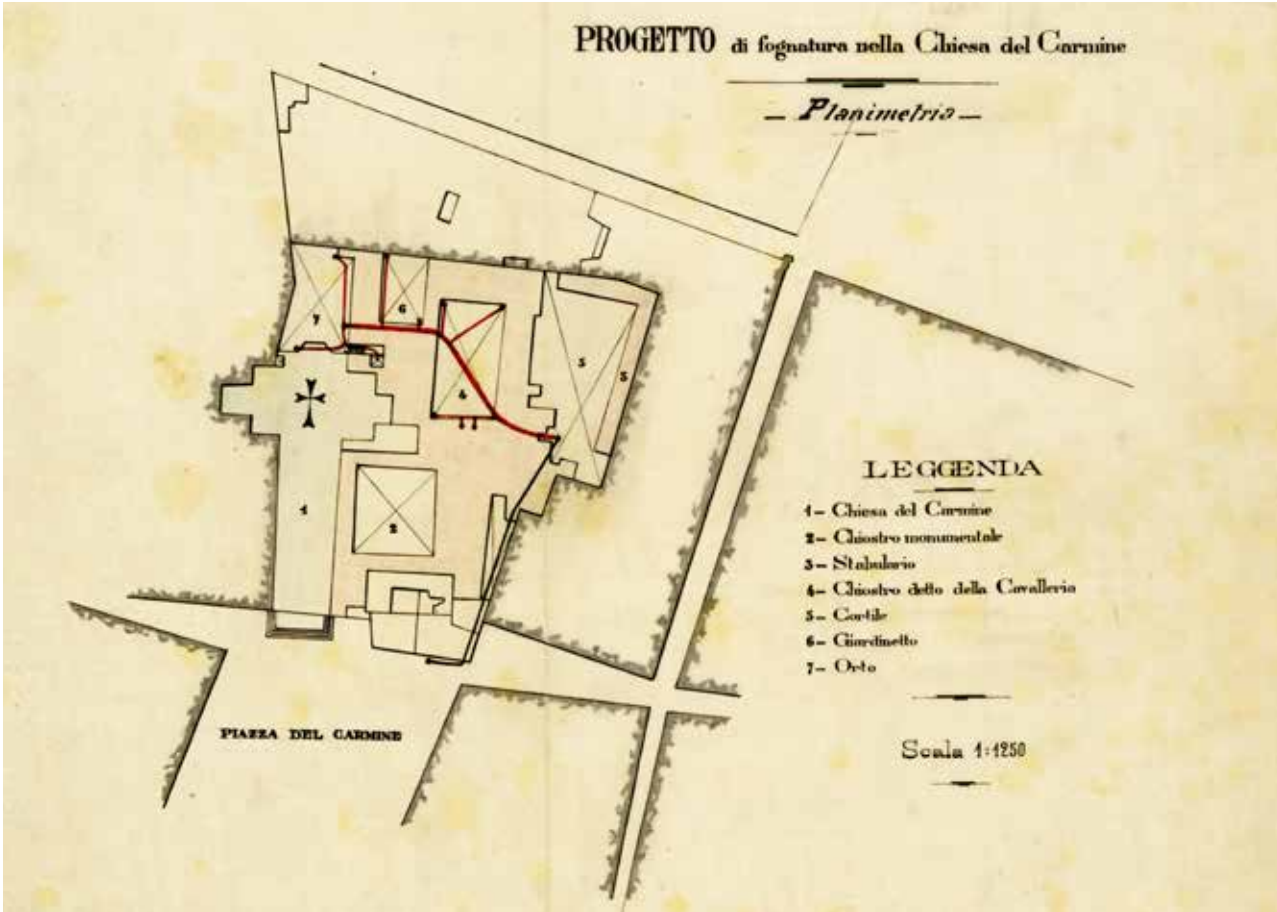 PROGETTO di fognatura nella Chiesa del Carmine
Planimetria
7
6
5
3
4
1
2
PIAZZA DEL CARMINE
LEGGENDA
1- Chiesa del Carmine
2- Chiostro monumentale
3- Stabulario
4- Chiostro detto della Cavalleria
5- Cortile
6- Giardinetto
7- Orto
Scala 1:1250